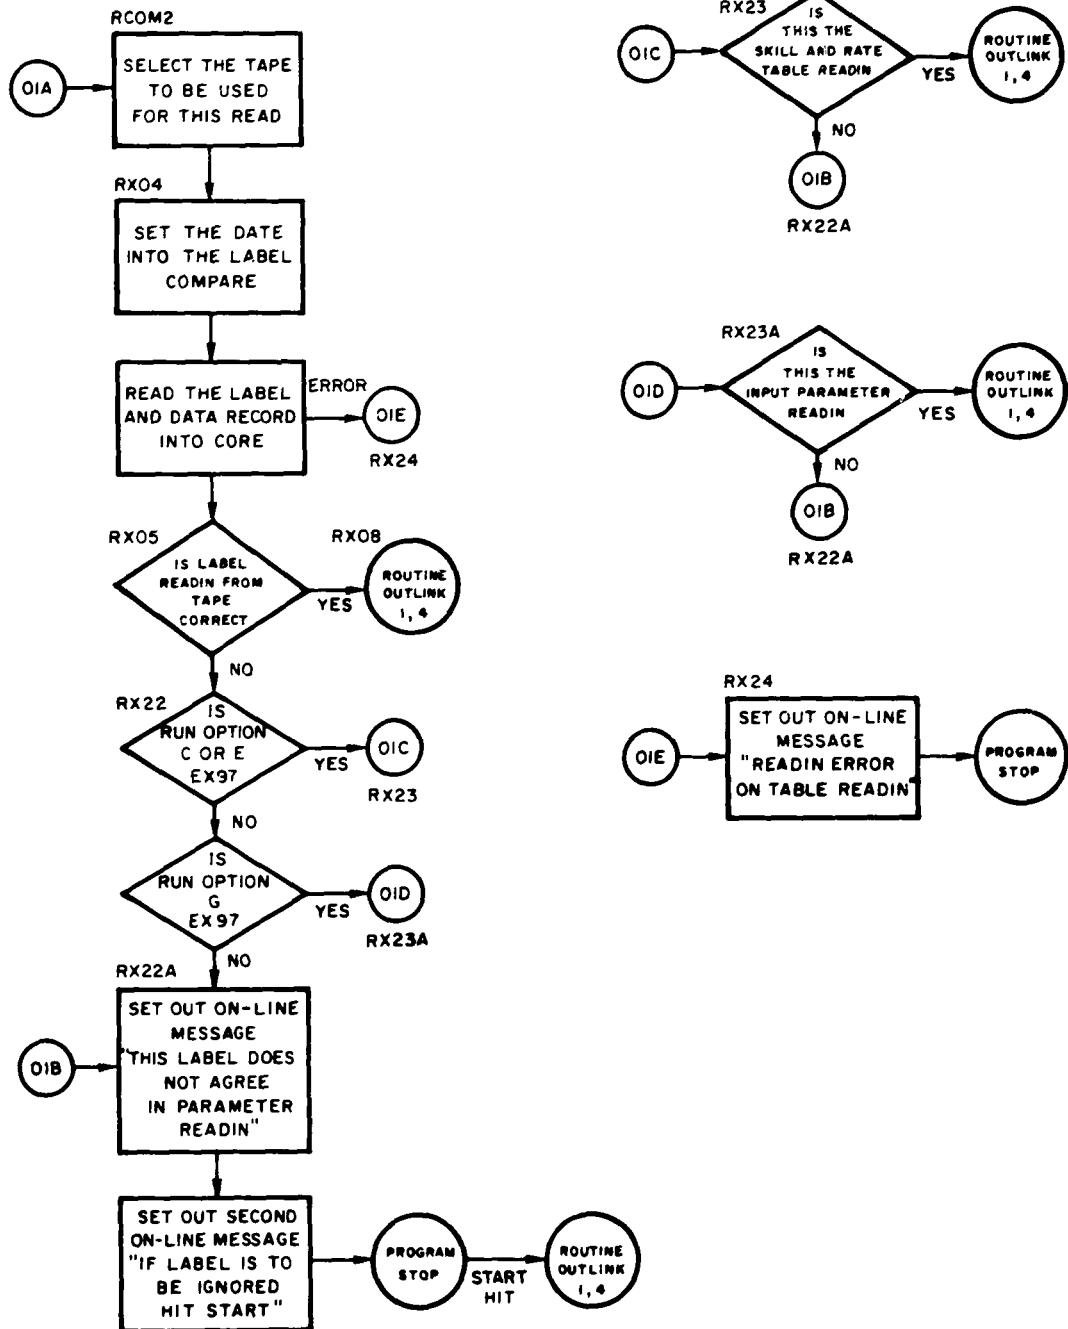 RCOM2
01A
SELECT THE TAPE
TO BE USED
FOR THIS READ
RX04
SET THE DATE
INTO THE LABEL
COMPARE
READ THE LABEL
AND DATA RECORD
INTO CORE
ERROR
01E
RX24
RX05
IS LABEL
READIN FROM
TAPE
CORRECT
YES
RX08
ROUTINE
OUTLINK
1, 4
NO
RX22
IS
RUN OPTION
C OR E
EX97
YES
01C
RX23
NO
IS
RUN OPTION
G
EX97
YES
01D
RX23A
NO
RX22A
01B
SET OUT ON-LINE
MESSAGE
"THIS LABEL DOES
NOT AGREE
IN PARAMETER
READIN"
SET OUT SECOND
ON-LINE MESSAGE
"IF LABEL IS TO
BE IGNORED
HIT START"
PROGRAM
STOP
START
HIT
ROUTINE
OUTLINK
1, 4
RX23
01C
IS
THIS THE
SKILL AND RATE
TABLE READIN
YES
ROUTINE
OUTLINK
1, 4
NO
01B
RX22A
RX23A
01D
IS
THIS THE
INPUT PARAMETER
READIN
YES
ROUTINE
OUTLINK
1, 4
NO
01B
RX22A
RX24
01E
SET OUT ON-LINE
MESSAGE
"READIN ERROR
ON TABLE READIN"
PROGRAM
STOP